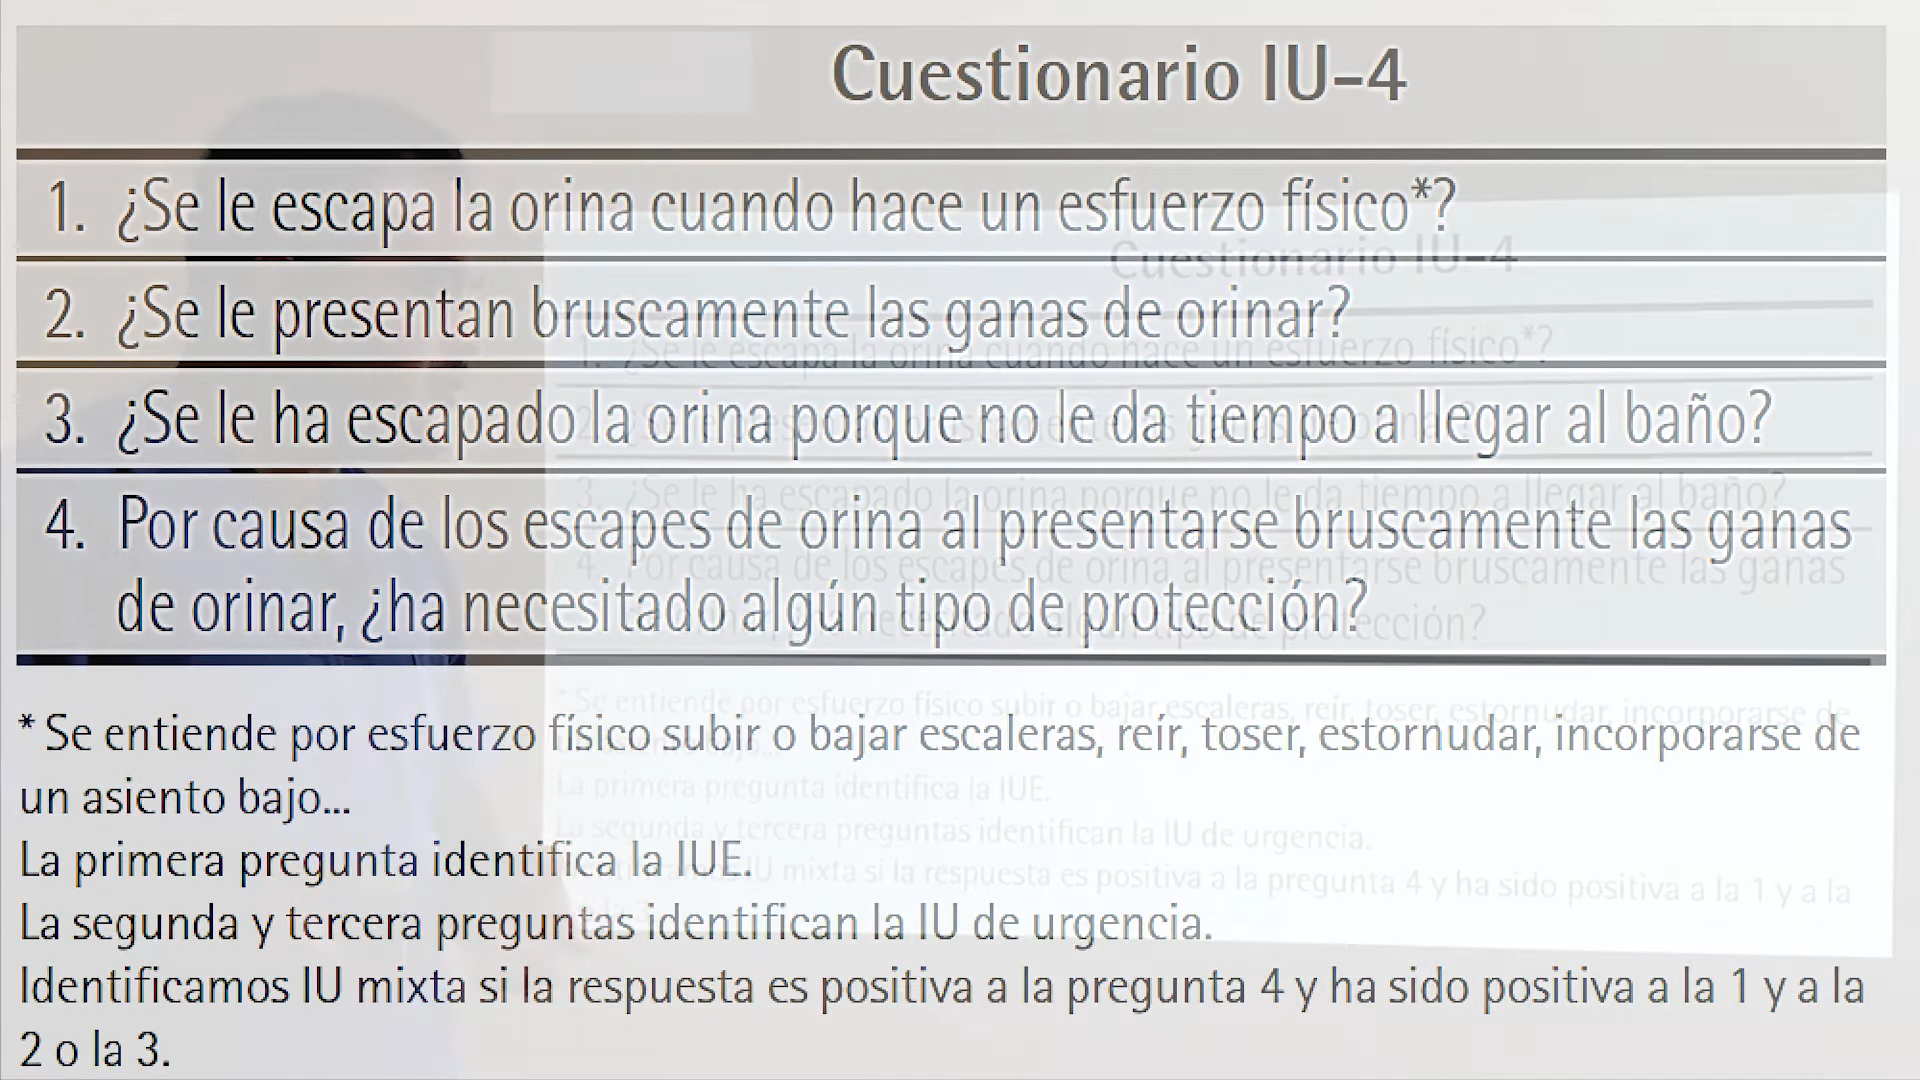 Cuestionario IU-4
1. ¿Se le escapa la orina cuando hace un esfuerzo físico*?
2. ¿Se le presentan bruscamente las ganas de orinar?
3. ¿Se le ha escapado la orina porque no le da tiempo a llegar al baño?
4. Por causa de los escapes de orina al presentarse bruscamente las ganas
de orinar, ¿ha necesitado algún tipo de protección?
* Se entiende por esfuerzo físico subir o bajar escaleras, reír, toser, estornudar, incorporarse de
un asiento bajo...
La primera pregunta identifica la IUE.
La segunda y tercera preguntas identifican la IU de urgencia.
Identificamos IU mixta si la respuesta es positiva a la pregunta 4 y ha sido positiva a la 1 y a la
2 o la 3.